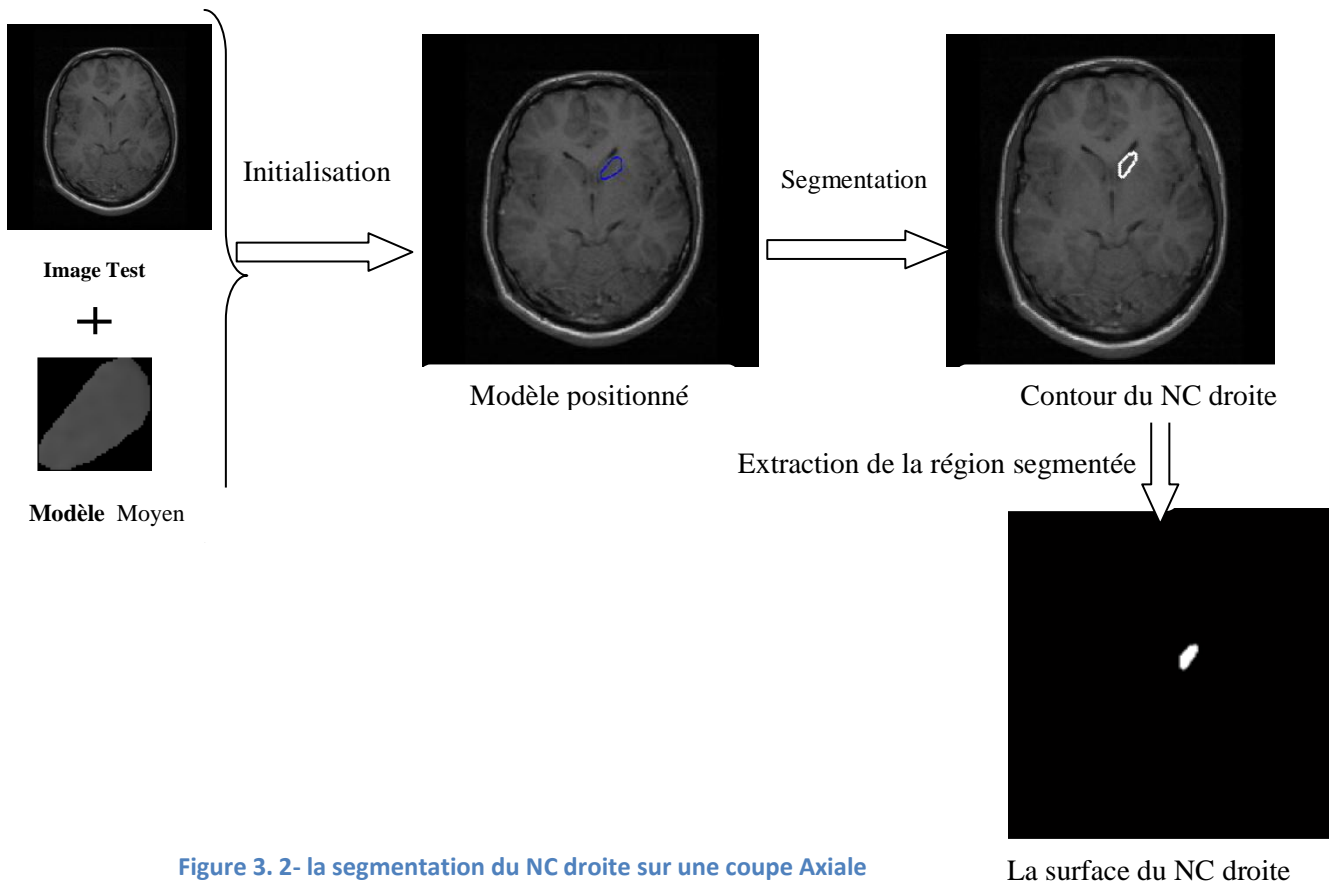 Image Test
+
Modèle Moyen
Initialisation
Modèle positionné
Segmentation
Contour du NC droite
Extraction de la région segmentée
La surface du NC droite
Figure 3. 2- la segmentation du NC droite sur une coupe Axiale